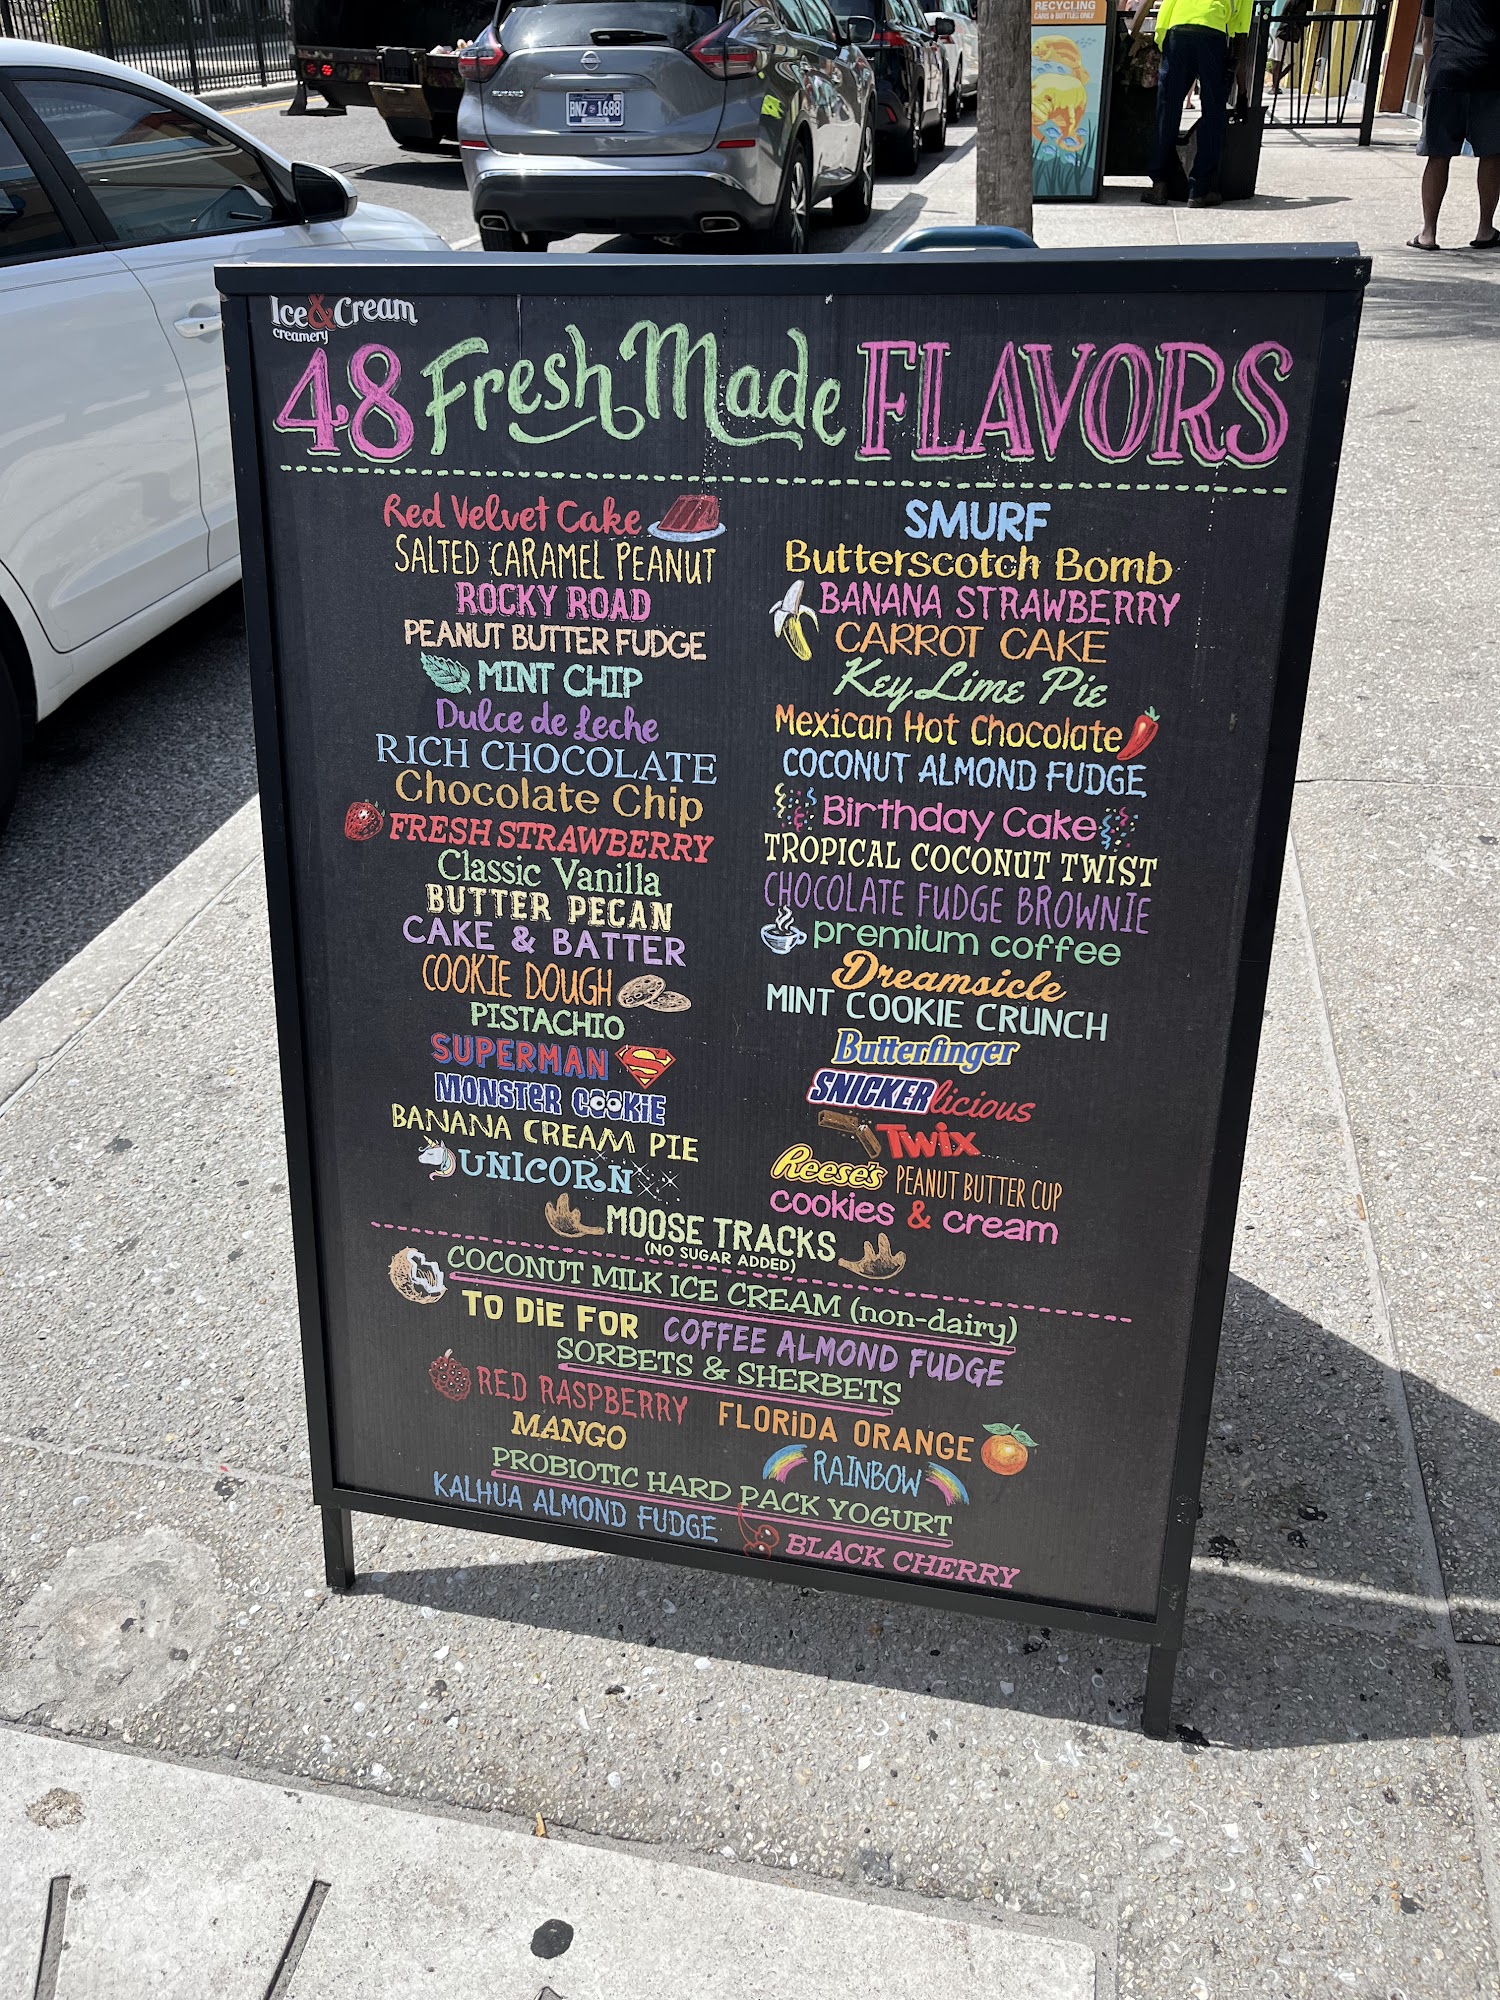 RECYCLING
CANS & BOTTLES ONLY
BNZ 1688
Ice & Cream
creamery
48 Fresh Made FLAVORS
Red Velvet Cake
SALTED CARAMEL PEANUT
ROCKY ROAD
PEANUT BUTTER FUDGE
MINT CHIP
Dulce de Leche
RICH CHOCOLATE
Chocolate Chip
FRESH STRAWBERRY
Classic Vanilla
BUTTER PECAN
CAKE & BATTER
COOKIE DOUGH
PISTACHIO
SUPERMAN
MONSTER COOKiE
BANANA CREAM PIE
UNICORN
SMURF
Butterscotch Bomb
BANANA STRAWBERRY
CARROT CAKE
Key Lime Pie
Mexican Hot Chocolate
COCONUT ALMOND FUDGE
Birthday Cake
TROPICAL COCONUT TWIST
CHOCOLATE FUDGE BROWNIE
premium coffee
Dreamsicle
MINT COOKIE CRUNCH
Butterfinger
SNICKERlicious
Twix
Reese's PEANUT BUTTER CUP
cookies & cream
MOOSE TRACKS
(NO SUGAR ADDED)
COCONUT MILK ICE CREAM (non-dairy)
TO DiE FOR COFFEE ALMOND FUDGE
SORBETS & SHERBETS
RED RASPBERRY FLORiDA ORANGE
MANGO RAINBOW
PROBIOTIC HARD PACK YOGURT
KALHUA ALMOND FUDGE BLACK CHERRY